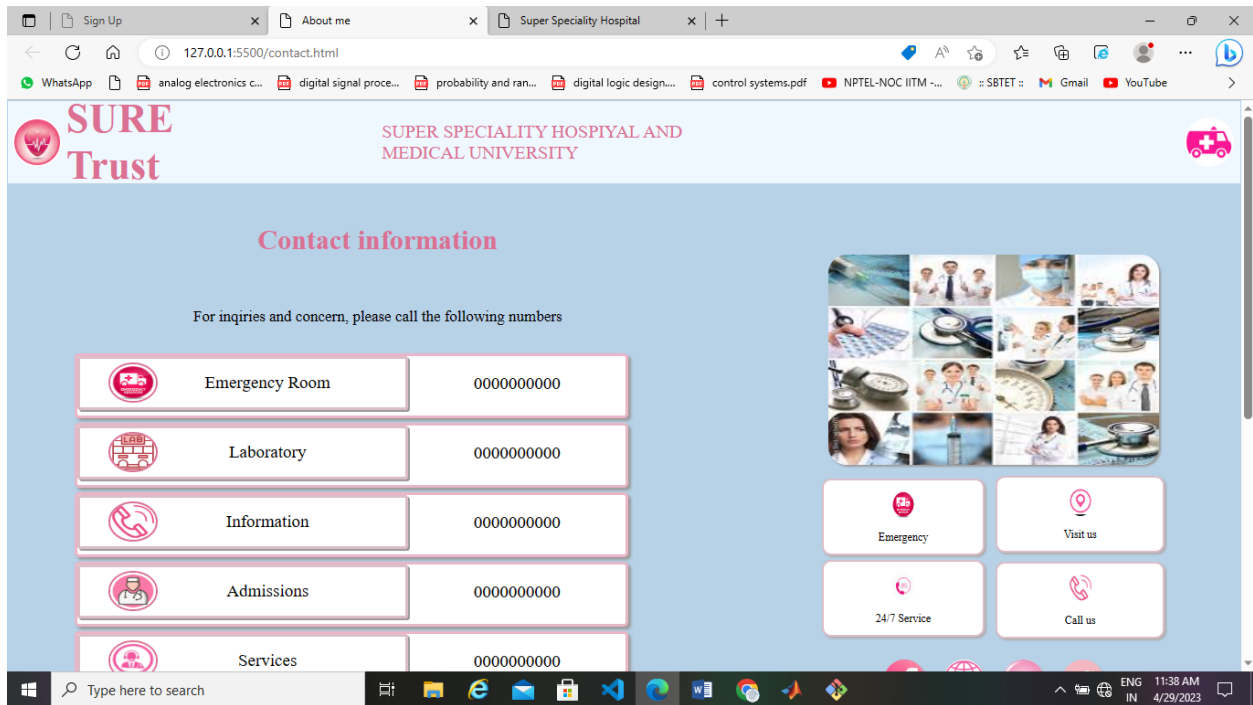 Sign Up
About me
Super Speciality Hospital
127.0.0.1:5500/contact.html
WhatsApp
analog electronics c...
digital signal proce...
probability and ran...
digital logic design....
control systems.pdf
NPTEL-NOC IITM -...
:: SBTET ::
Gmail
YouTube
SURE
Trust
SUPER SPECIALITY HOSPIYAL AND
MEDICAL UNIVERSITY
Contact information
For inqiries and concern, please call the following numbers
Emergency Room 0000000000
LAB
Laboratory 0000000000
Information 0000000000
Admissions 0000000000
Services 0000000000
Emergency
Visit us
24/7 Service
Call us
Type here to search
ENG
IN
11:38 AM
4/29/2023